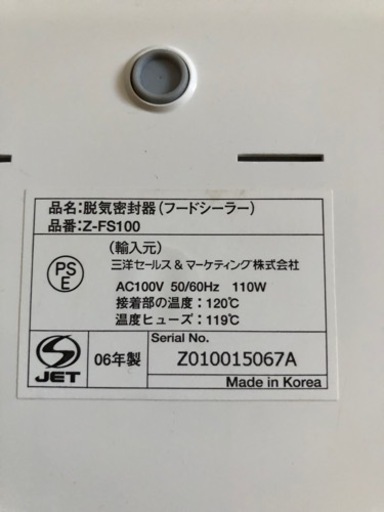 品名：脱気密封器（フードシーラー）
品番：Z-FS100
（輸入元）
三洋セールス＆マーケティング株式会社
PS
E
AC100V 50/60Hz 110W
接着部の温度：120℃
温度ヒューズ：119℃
S
JET
06年製
Serial No.
Z010015067A
Made in Korea